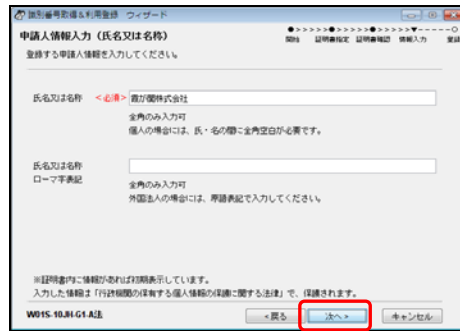 識別番号取得&利用登録 ウィザード
申請人情報入力（氏名又は名称）
●>>>>>●>>>>>●>>>>>▼-----○
開始 証明書指定 証明書確認 情報入力 登録
登録する申請人情報を入力してください。
氏名又は名称 <必須> 霞が関株式会社
全角のみ入力可
個人の場合には、氏・名の間に全角空白が必要です。
氏名又は名称
ローマ字表記
全角のみ入力可
外国法人の場合には、原語表記で入力してください。
※証明書内に情報があれば初期表示しています。
入力した情報は「行政機関の保有する個人情報の保護に関する法律」で、保護されます。
W01S-10.JH-G1-A法
<戻る 次へ> キャンセル